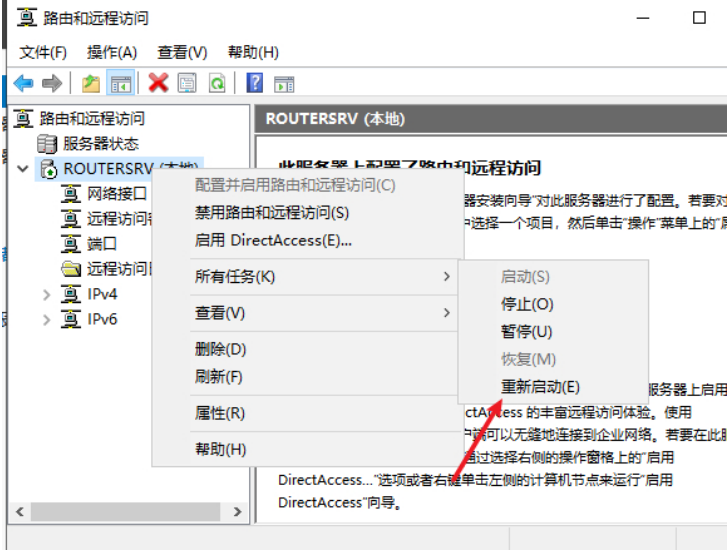 路由和远程访问
文件(F) 操作(A) 查看(V) 帮助(H)
路由和远程访问
服务器状态
ROUTERSRV (本地)
网络接口
远程访问
端口
远程访问
IPv4
IPv6
ROUTERSRV (本地)
此服务器上配置了路由和远程访问
器安装向导"对此服务器进行了配置。若要对
中选择一个项目，然后单击"操作"菜单上的"
配置并启用路由和远程访问(C)
禁用路由和远程访问(S)
启用 DirectAccess(E)...
所有任务(K)
查看(V)
删除(D)
刷新(F)
属性(R)
帮助(H)
启动(S)
停止(O)
暂停(U)
恢复(M)
重新启动(E)
服务器上启用
ctAccess 的丰富远程访问体验。使用
户端可以无缝地连接到企业网络。若要在此
通过选择右侧的操作窗格上的"启用
DirectAccess..."选项或者右键单击左侧的计算机节点来运行"启用
DirectAccess"向导。